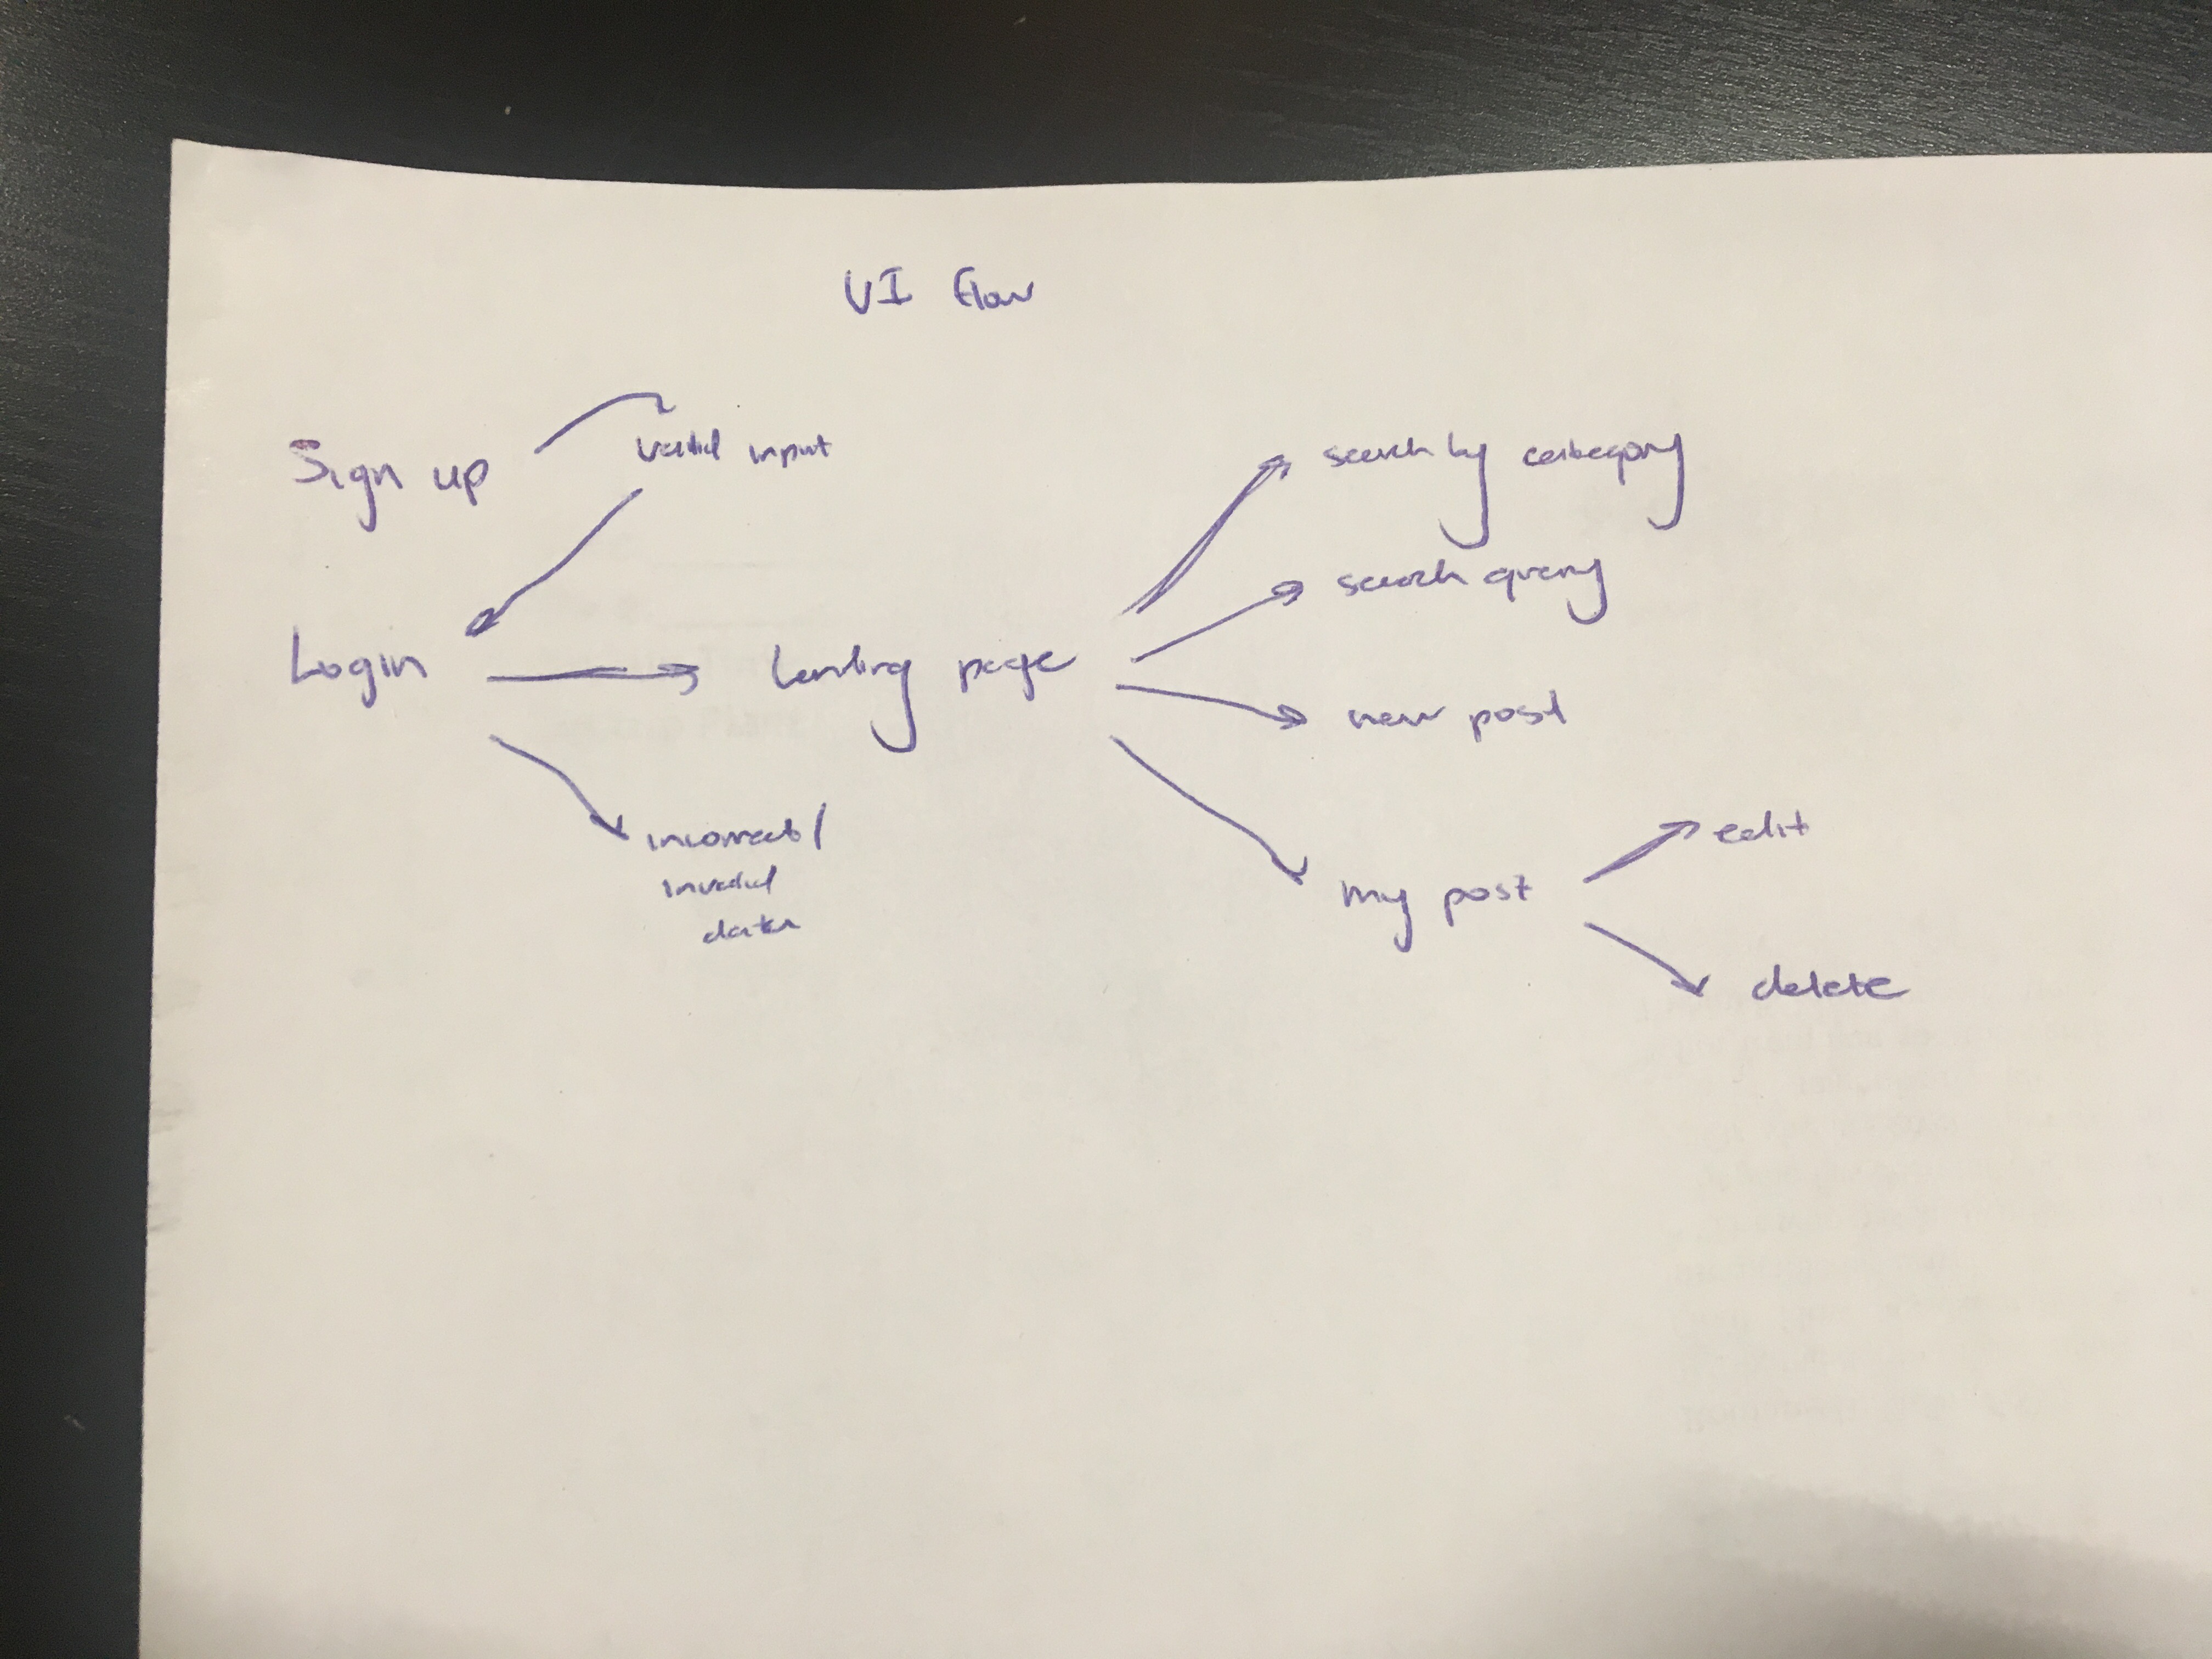 UI flow
Sign up
valid input
Login
Landing page
incorrect/
invalid
data
search by category
search query
new post
my post
edit
delete